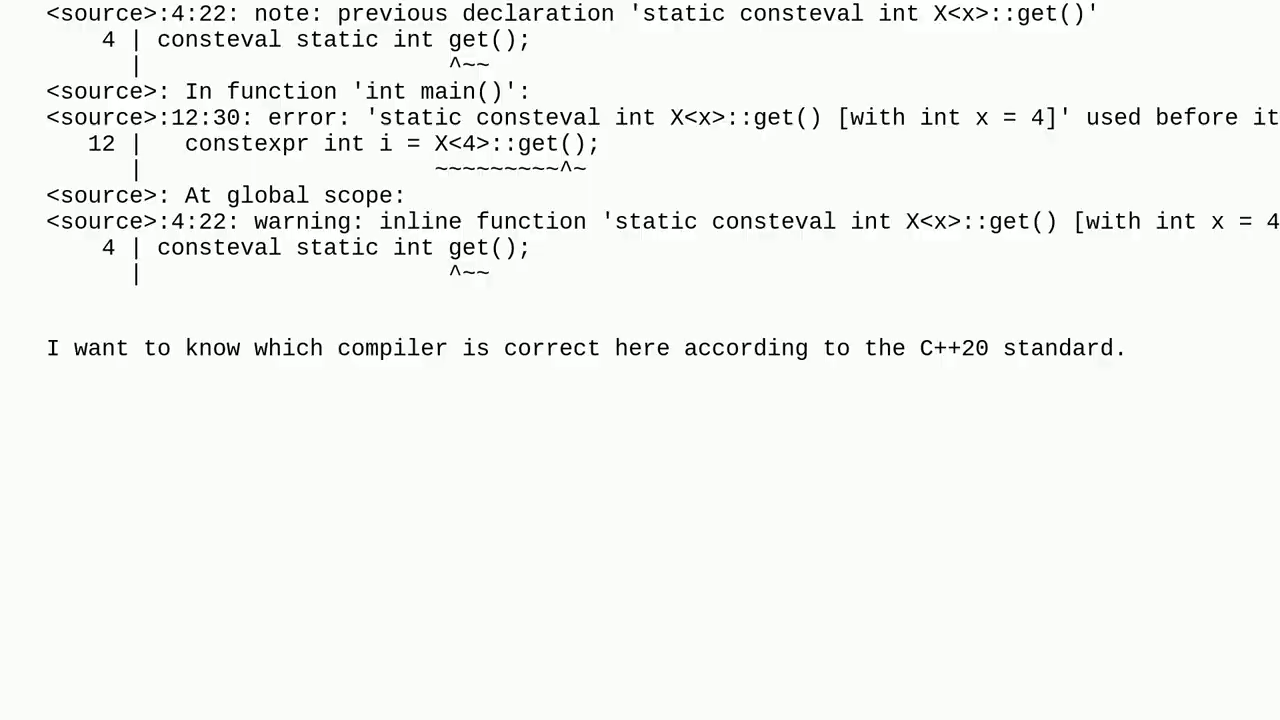 <source>:4:22: note: previous declaration 'static consteval int X<x>::get()'
    4 | consteval static int get();
      |                      ^~~
<source>: In function 'int main()':
<source>:12:30: error: 'static consteval int X<x>::get() [with int x = 4]' used before it
   12 |   constexpr int i = X<4>::get();
      |                     ~~~~~~~~~^~
<source>: At global scope:
<source>:4:22: warning: inline function 'static consteval int X<x>::get() [with int x = 4
    4 | consteval static int get();
      |                      ^~~
I want to know which compiler is correct here according to the C++20 standard.